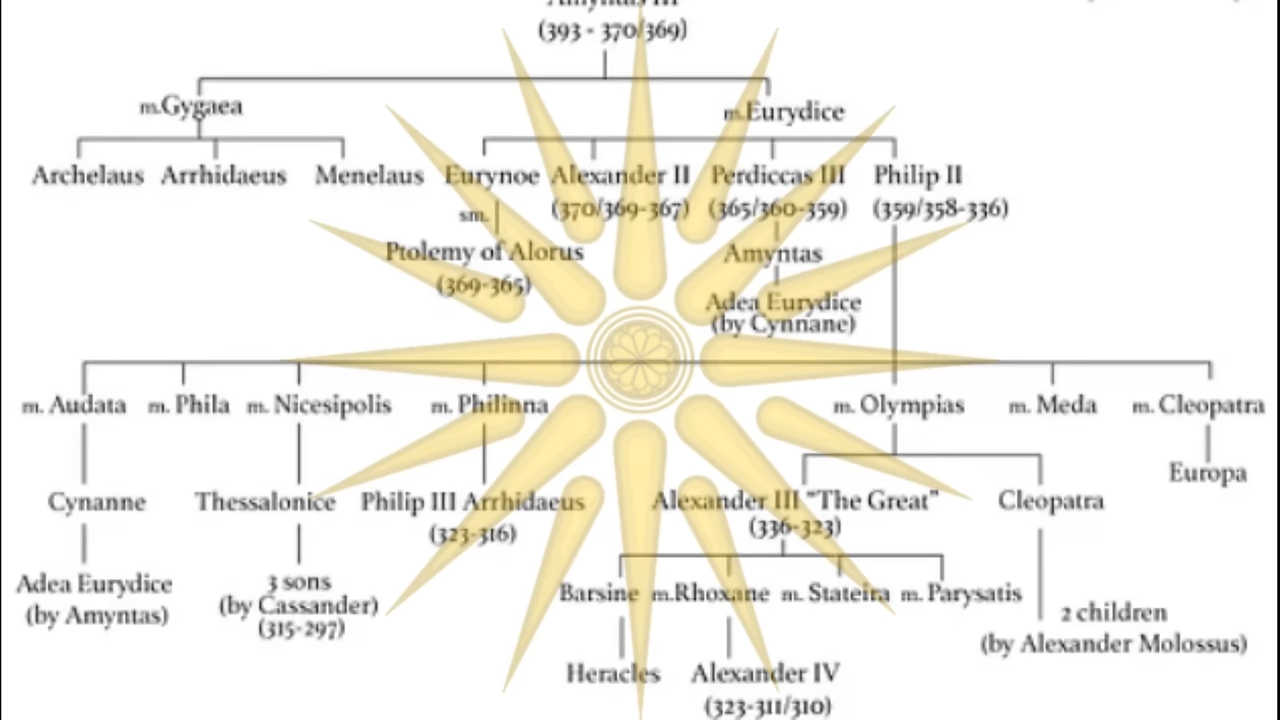 Amyntas III
(393 - 370/369)
m.Gygaea
m.Eurydice
Archelaus Arrhidaeus Menelaus Eurynoe Alexander II Perdiccas III Philip II
(370/369-367) (365/360-359) (359/358-336)
sm.
Ptolemy of Alorus
(369-365)
Amyntas
Adea Eurydice
(by Cynnane)
m. Audata m. Phila m. Nicesipolis m. Philinna m. Olympias m. Meda m. Cleopatra
Europa
Cynanne Thessalonice Philip III Arrhidaeus Alexander III "The Great" Cleopatra
(323-316) (336-323)
Adea Eurydice
(by Amyntas)
3 sons
(by Cassander)
(315-297)
Barsine m.Rhoxane m. Stateira m. Parysatis
2 children
(by Alexander Molossus)
Heracles Alexander IV
(323-311/310)